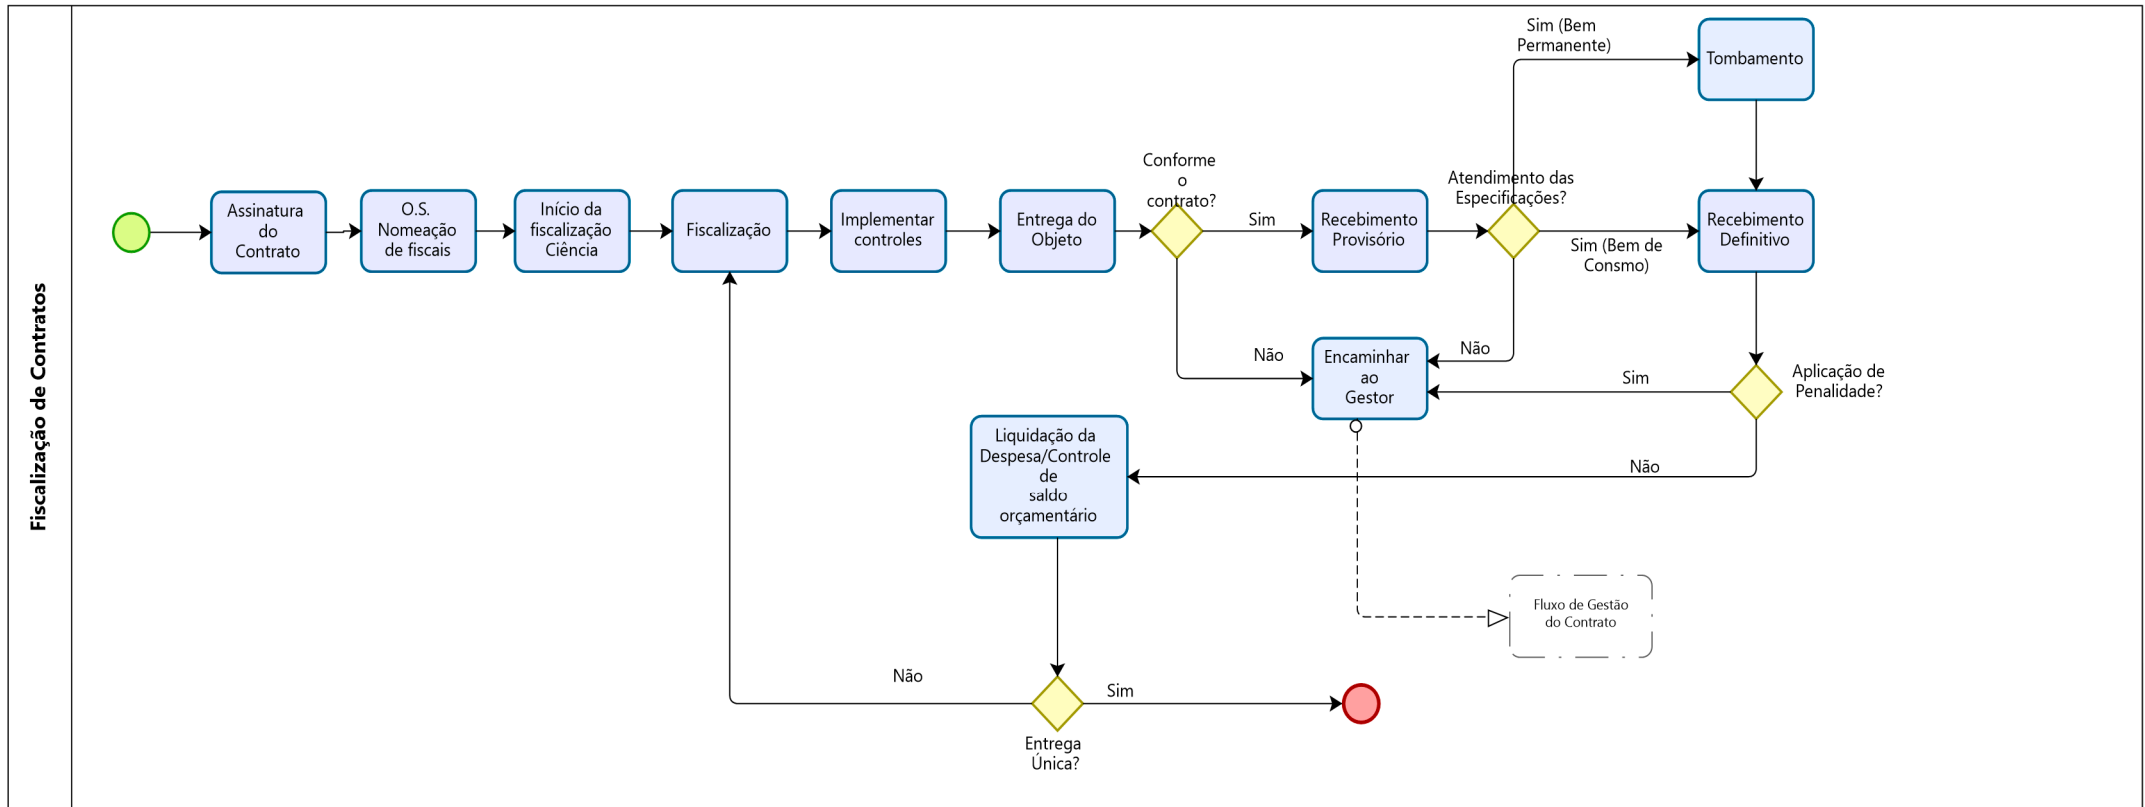 Fiscalização de Contratos
Sim (Bem
Permanente)
Tombamento
Assinatura
do
Contrato
O.S.
Nomeação
de fiscais
Início da
fiscalização
Ciência
Fiscalização
Implementar
controles
Entrega do
Objeto
Conforme
o
contrato?
Sim
Recebimento
Provisório
Atendimento das
Especificações?
Sim (Bem de
Consmo)
Recebimento
Definitivo
Não
Encaminhar
ao
Gestor
Não
Sim
Aplicação de
Penalidade?
Não
Liquidação da
Despesa/Controle
de
saldo
orçamentário
Fluxo de Gestão
do Contrato
Não
Sim
Entrega
Única?